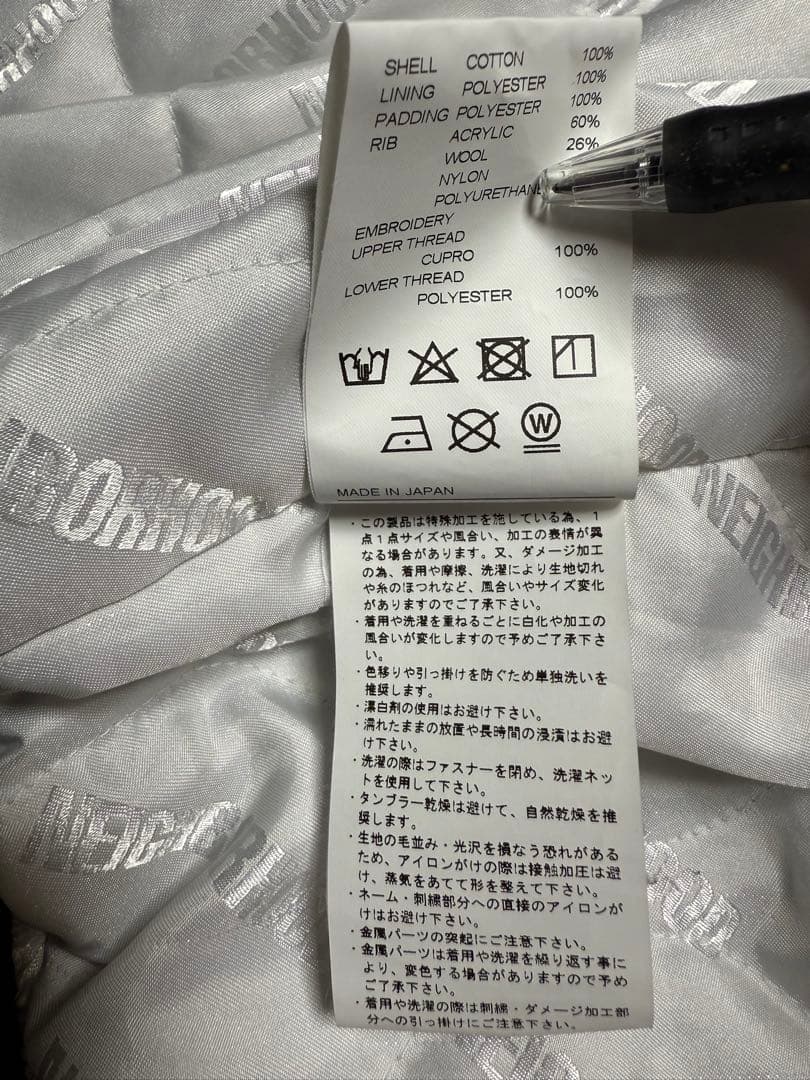 SHELL COTTON 100%
LINING POLYESTER 100%
PADDING POLYESTER 100%
RIB ACRYLIC 60%
WOOL 26%
NYLON
POLYURETHANE
EMBROIDERY
UPPER THREAD
CUPRO 100%
LOWER THREAD
POLYESTER 100%
W
MADE IN JAPAN
・この製品は特殊加工を施している為、1
点1点サイズや風合い、加工の表情が異
なる場合があります。又、ダメージ加工
の為、着用や摩擦、洗濯により生地切れ
や糸のほつれなど、風合いやサイズ変化
がありますのでご了承下さい。
・着用や洗濯を重ねるごとに白化や加工の
風合いが変化しますので予めご了承下さ
い。
・色移りや引っ掛けを防ぐため単独洗いを
推奨します。
・漂白剤の使用はお避け下さい。
・濡れたままの放置や長時間の浸漬はお避
け下さい。
・洗濯の際はファスナーを閉め、洗濯ネッ
トを使用して下さい。
・タンブラー乾燥は避けて、自然乾燥を推
奨します。
・生地の毛並み・光沢を損なう恐れがある
ため、アイロンがけの際は接触加圧は避
け、蒸気をあてて形を整えて下さい。
・ネーム・刺繍部分への直接のアイロンが
けはお避け下さい。
・金属パーツの突起にご注意下さい。
・金属パーツは着用や洗濯を繰り返す事に
より、変色する場合がありますので予め
ご了承下さい。
・着用や洗濯の際は刺繍・ダメージ加工部
分への引っ掛けにご注意下さい。